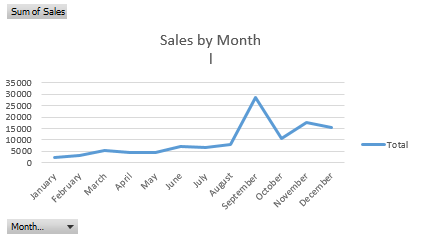 Sum of Sales
Sales by Month
35000
30000
25000
20000
15000
10000
5000
0
January
February
March
April
May
June
July
August
September
October
November
December
Total
Month...